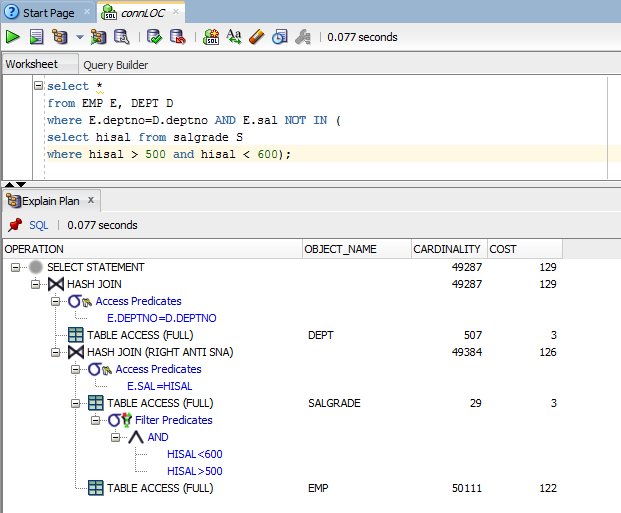 Start Page
connLOC
SQL
0.077 seconds
Worksheet Query Builder
select *
from EMP E, DEPT D
where E.deptno=D.deptno AND E.sal NOT IN (
select hisal from salgrade S
where hisal > 500 and hisal < 600);
Explain Plan
SQL | 0.077 seconds
OPERATION OBJECT_NAME CARDINALITY COST
SELECT STATEMENT 49287 129
HASH JOIN 49287 129
Access Predicates
E.DEPTNO=D.DEPTNO
TABLE ACCESS (FULL) DEPT 507 3
HASH JOIN (RIGHT ANTI SNA) 49384 126
Access Predicates
E.SAL=HISAL
TABLE ACCESS (FULL) SALGRADE 29 3
Filter Predicates
AND
HISAL<600
HISAL>500
TABLE ACCESS (FULL) EMP 50111 122